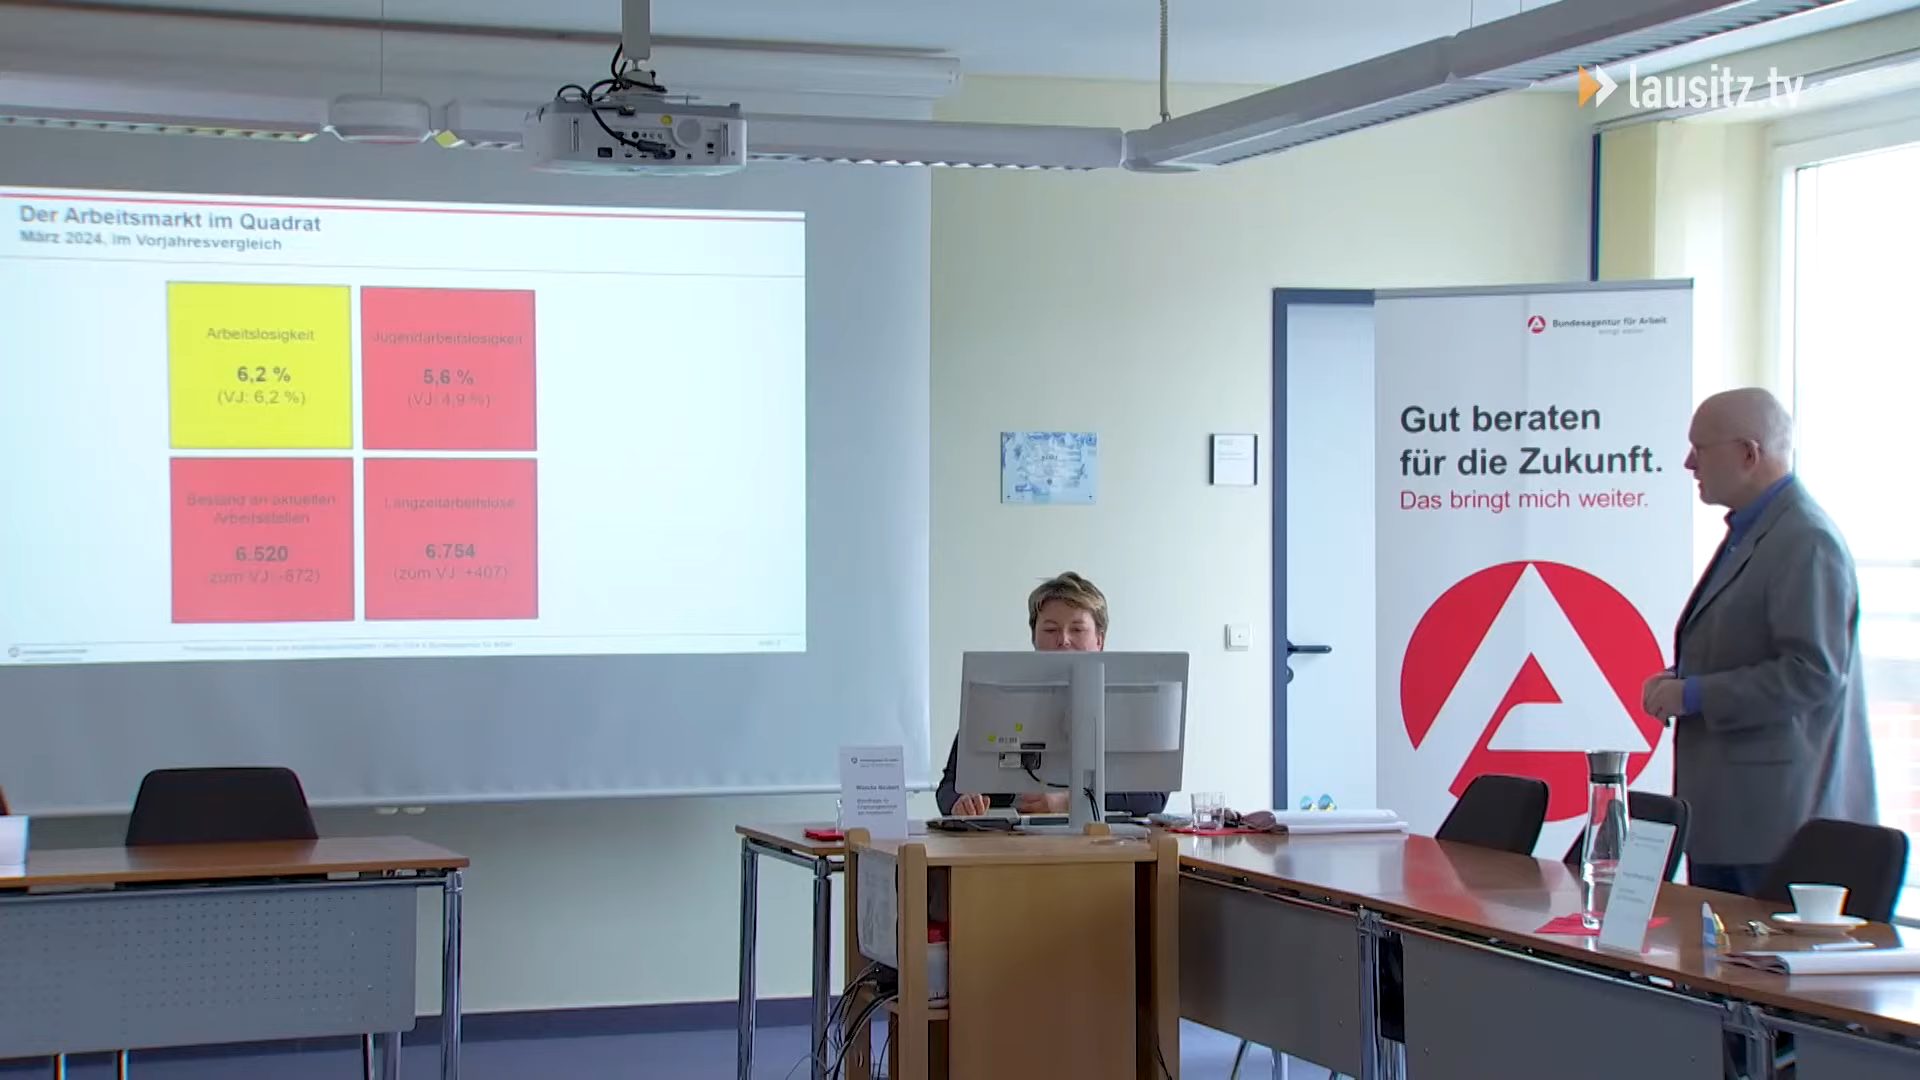 lausitz.tv
Der Arbeitsmarkt im Quadrat
März 2024, im Vorjahresvergleich
Arbeitslosigkeit
6,2 %
(VJ: 6,2 %)
Jugendarbeitslosigkeit
5,6 %
(VJ: 4,9 %)
Bestand an aktuellen
Arbeitsstellen
6.520
(zum VJ: -872)
Langzeitarbeitslose
6.754
(zum VJ: +407)
Bundesagentur für Arbeit
bringt weiter.
Gut beraten
für die Zukunft.
Das bringt mich weiter.